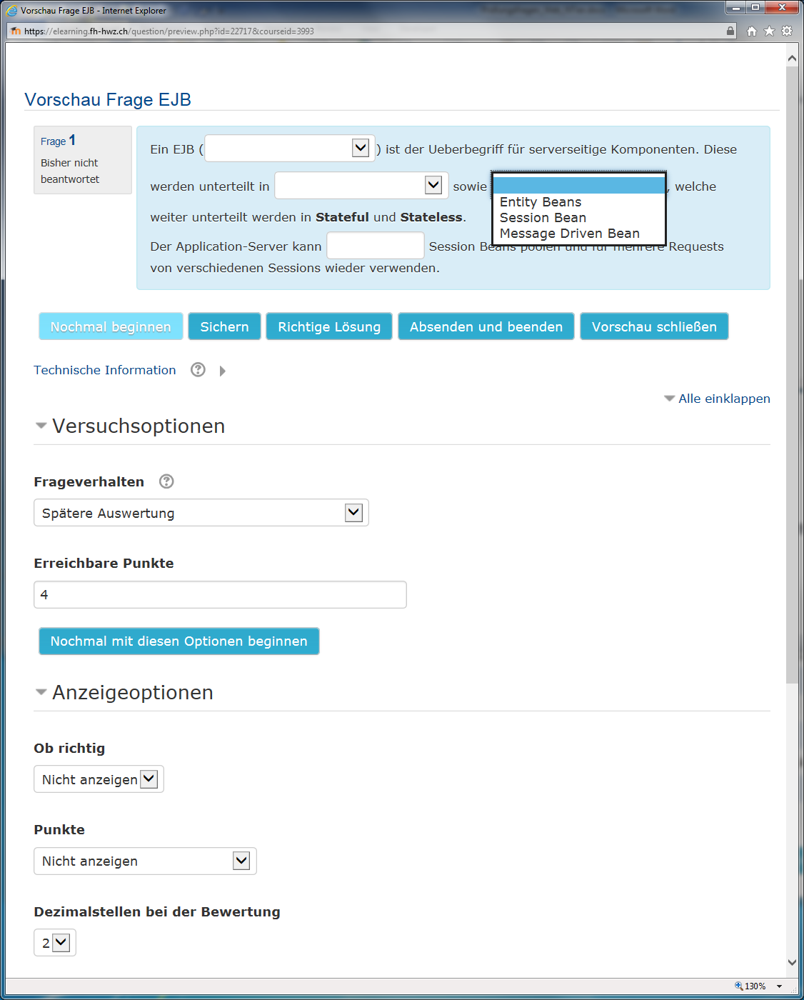 Vorschau Frage EJB - Internet Explorer
https://elearning.fh-hwz.ch/question/preview.php?id=22717&courseid=3993
Vorschau Frage EJB
Frage 1
Bisher nicht
beantwortet
Ein EJB ( ) ist der Ueberbegriff für serverseitige Komponenten. Diese
werden unterteilt in sowie , welche
Entity Beans
Session Bean
Message Driven Bean
weiter unterteilt werden in Stateful und Stateless.
Der Application-Server kann Session Beans poolen und für mehrere Requests
von verschiedenen Sessions wieder verwenden.
Nochmal beginnen Sichern Richtige Lösung Absenden und beenden Vorschau schließen
Technische Information
Alle einklappen
Versuchsoptionen
Frageverhalten
Spätere Auswertung
Erreichbare Punkte
4
Nochmal mit diesen Optionen beginnen
Anzeigeoptionen
Ob richtig
Nicht anzeigen
Punkte
Nicht anzeigen
Dezimalstellen bei der Bewertung
2
130%